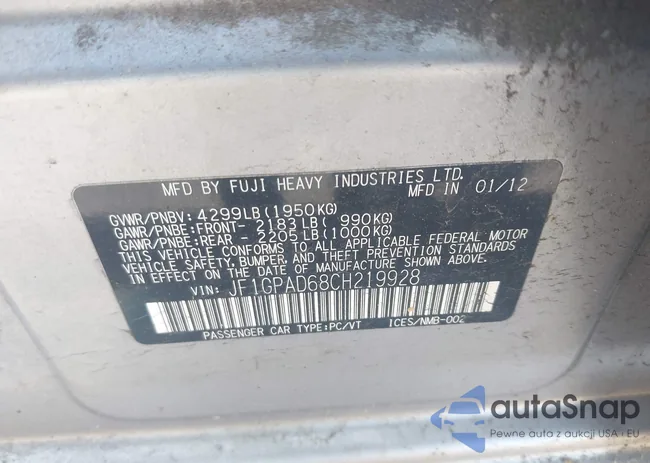 MFD BY FUJI HEAVY INDUSTRIES LTD.
MFD IN 01/12
GVWR/PNBV: 4299LB(1950KG)
GAWR/PNBE:FRONT- 2183LB( 990KG)
GAWR/PNBE:REAR - 2205LB(1000KG)
THIS VEHICLE CONFORMS TO ALL APPLICABLE FEDERAL MOTOR
VEHICLE SAFETY, BUMPER, AND THEFT PREVENTION STANDARDS
IN EFFECT ON THE DATE OF MANUFACTURE SHOWN ABOVE.
VIN: JF1GPAD68CH219928
PASSENGER CAR TYPE:PC/VT ICES/NMB-002
autoSnap
Pewne auta z aukcji USA i EU